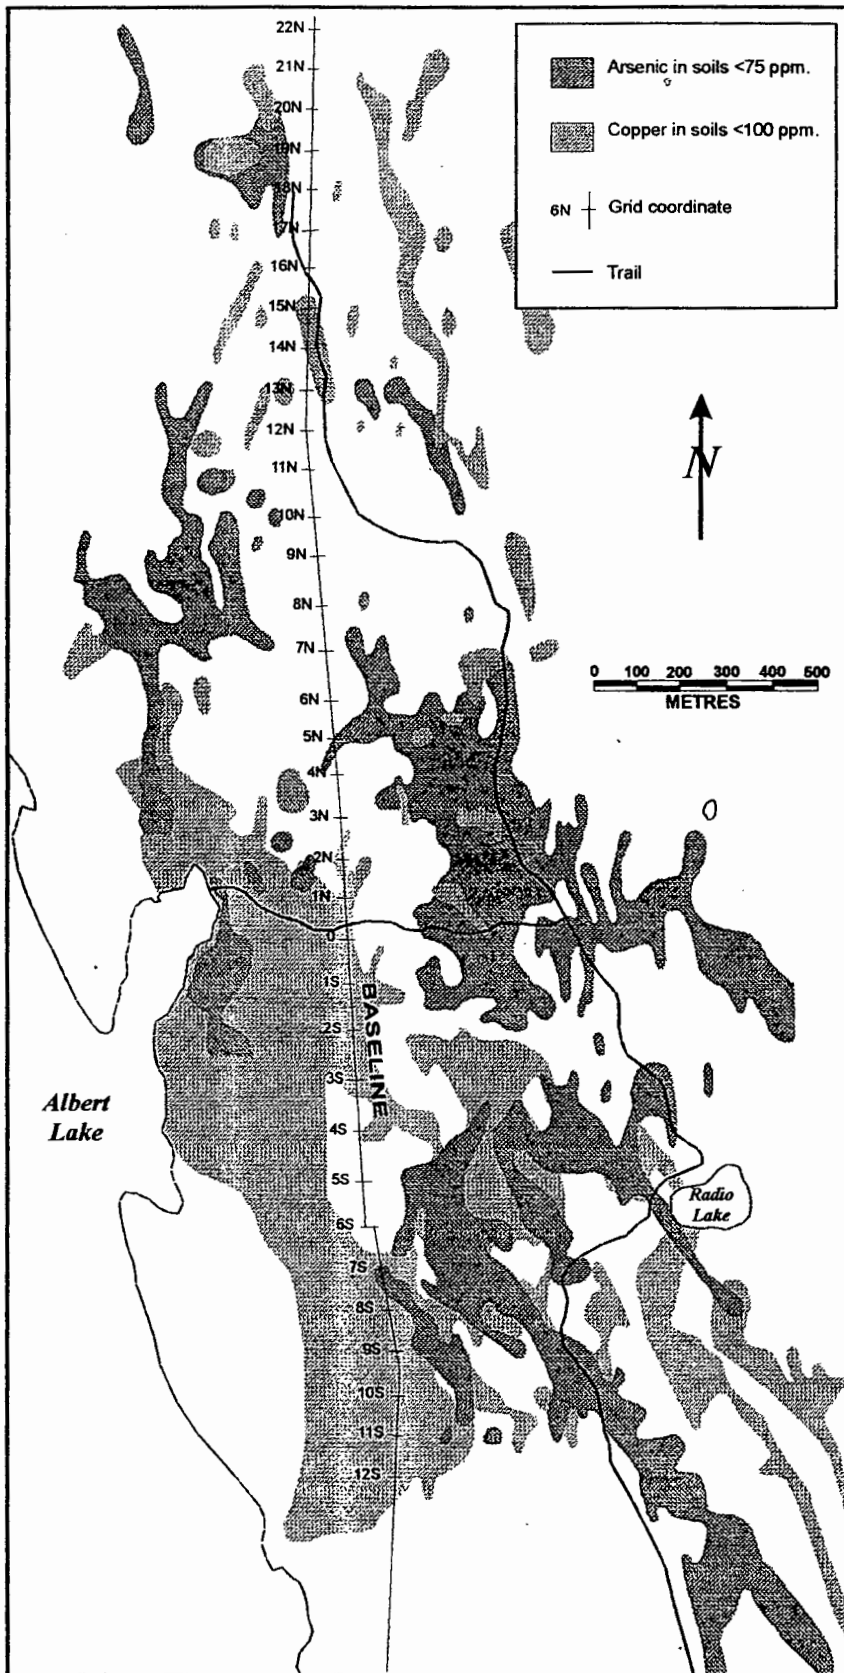 Arsenic in soils <75 ppm.
Copper in soils <100 ppm.
6N Grid coordinate
Trail
22N
21N
20N
19N
18N
17N
16N
15N
14N
13N
12N
11N
10N
9N
8N
7N
6N
5N
4N
3N
2N
1N
0
1S
2S
3S
4S
5S
6S
7S
8S
9S
10S
11S
12S
BASELINE
N
0 100 200 300 400 500
METRES
Albert
Lake
Radio
Lake